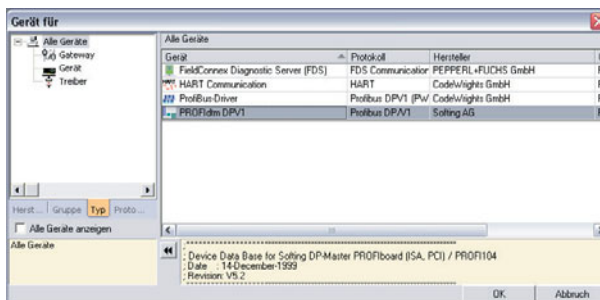 Gerät für
Alle Geräte
Gateway
Gerät
Treiber
Herst... Gruppe Typ Proto...
Alle Geräte anzeigen
Alle Geräte
Alle Geräte
Gerät Protokoll Hersteller
FieldConnex Diagnostic Server (FDS) FDS Communication PEPPERL+FUCHS GmbH
HART Communication HART CodeWrights GmbH
ProfiBus-Driver Profibus DPV1 (PW CodeWrights GmbH
PROFIdtm DPV1 Profibus DP/V1 Softing AG
;**********************************************
; Device Data Base for Softing DP-Master PROFIboard (ISA, PCI) / PROFI104
; Date : 14-December-1999
; Revision: V5.2
OK Abbruch